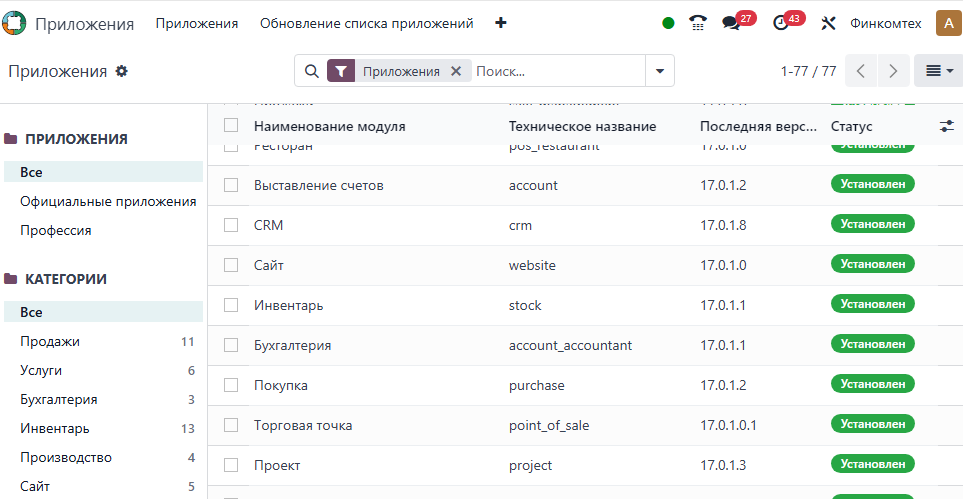 Приложения Приложения Обновление списка приложений 27 43 Финкомтех A
Приложения Приложения Поиск... 1-77 / 77
ПРИЛОЖЕНИЯ
Все
Официальные приложения
Профессия
КАТЕГОРИИ
Все
Продажи 11
Услуги 6
Бухгалтерия 3
Инвентарь 13
Производство 4
Сайт 5
Наименование модуля Техническое название Последняя верс... Статус
Ресторан pos_restaurant 17.0.1.0 Установлен
Выставление счетов account 17.0.1.2 Установлен
CRM crm 17.0.1.8 Установлен
Сайт website 17.0.1.0 Установлен
Инвентарь stock 17.0.1.1 Установлен
Бухгалтерия account_accountant 17.0.1.1 Установлен
Покупка purchase 17.0.1.2 Установлен
Торговая точка point_of_sale 17.0.1.0.1 Установлен
Проект project 17.0.1.3 Установлен